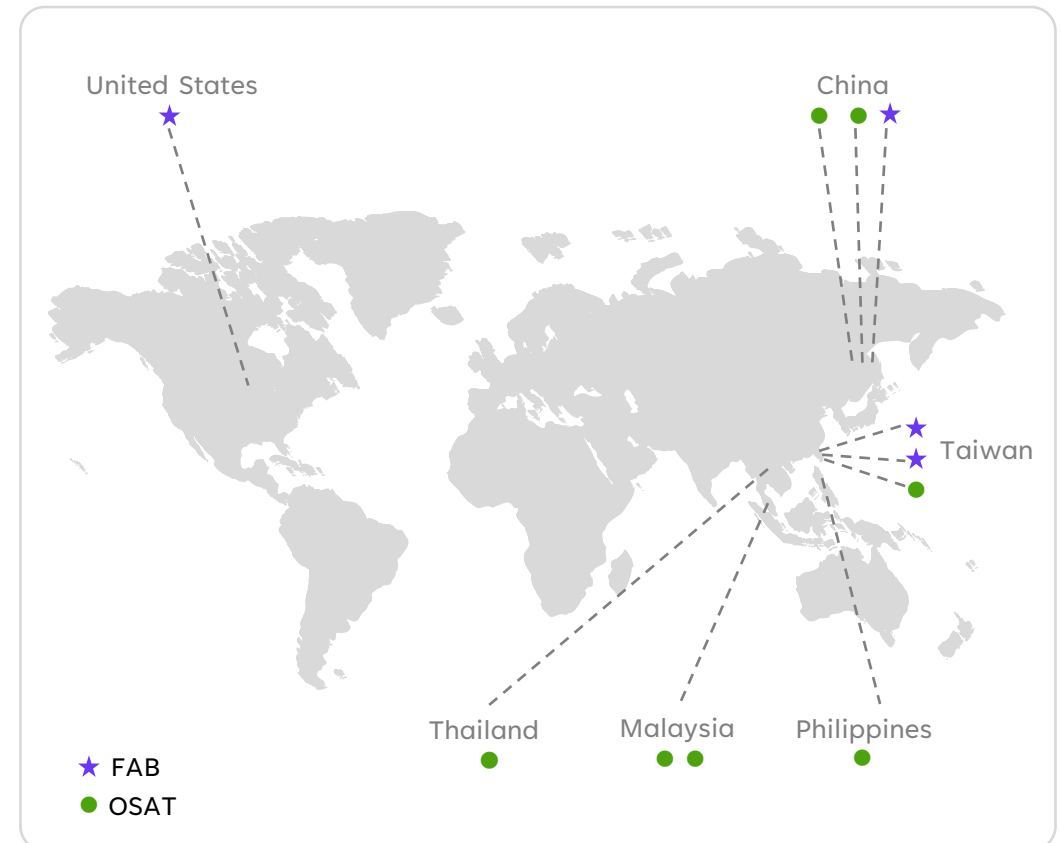 United States
China
Taiwan
Thailand
Malaysia
Philippines
FAB
OSAT